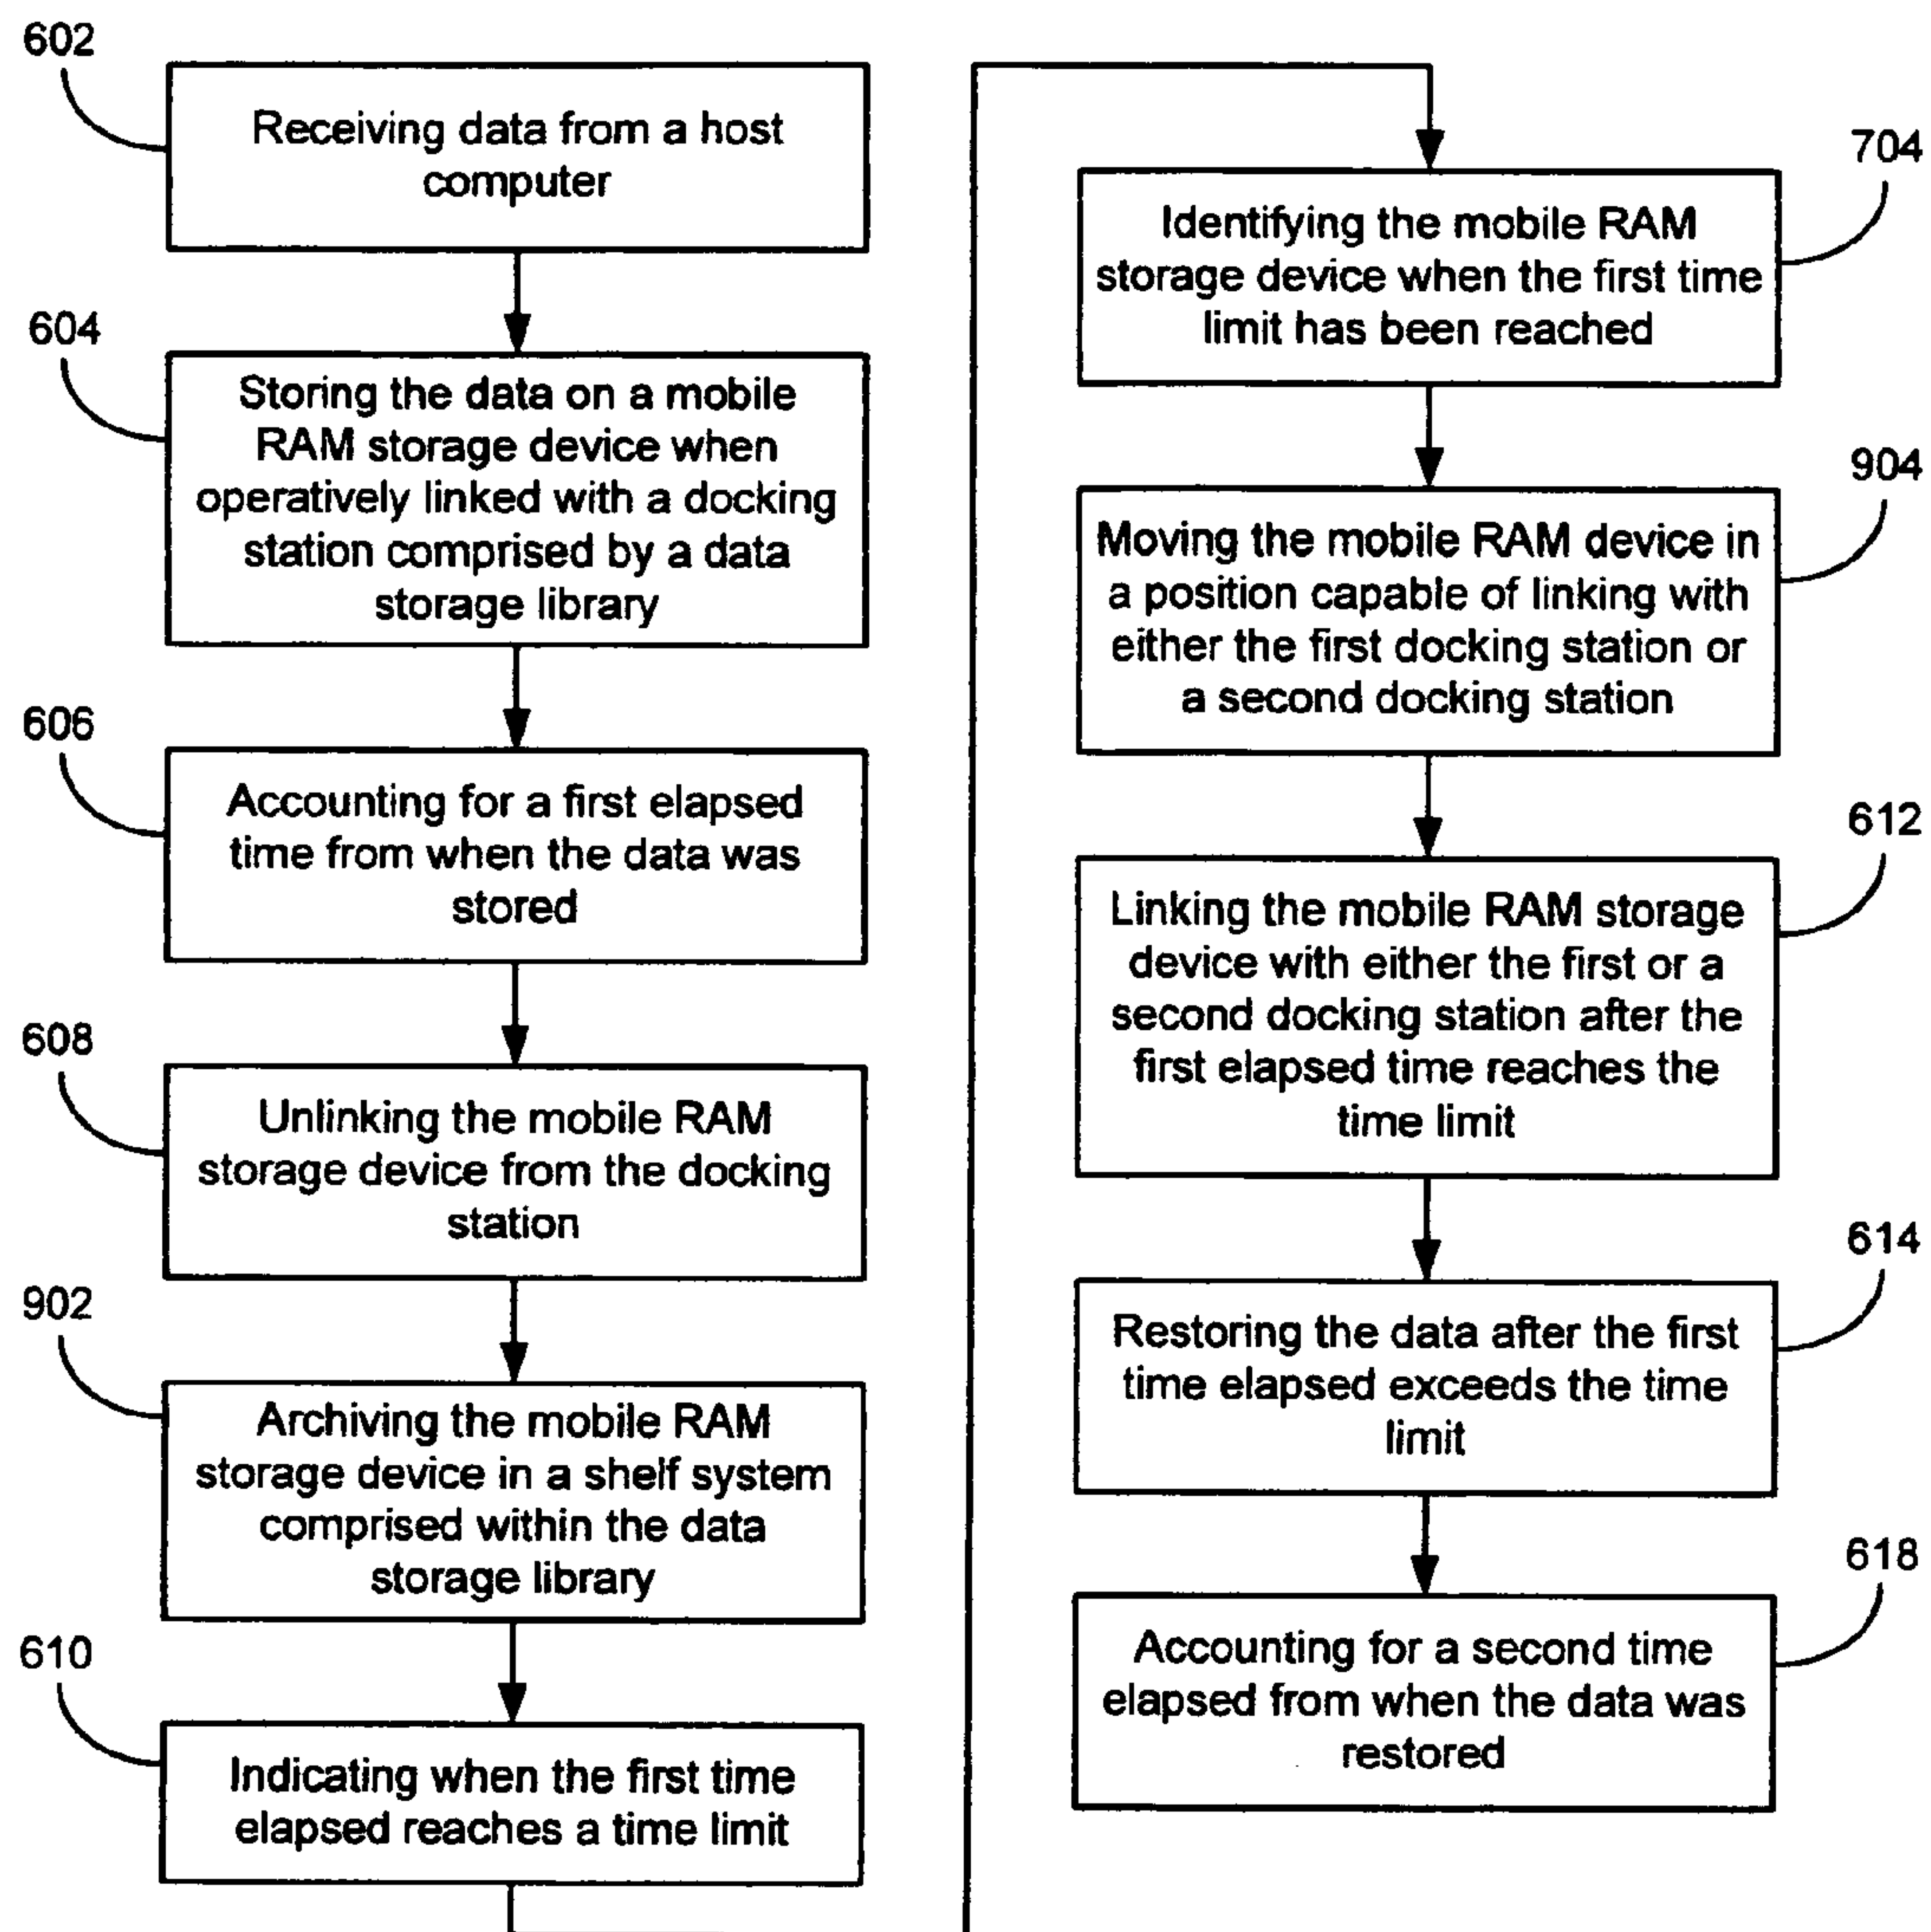 602
Receiving data from a host
computer
604
Storing the data on a mobile
RAM storage device when
operatively linked with a docking
station comprised by a data
storage library
606
Accounting for a first elapsed
time from when the data was
stored
608
Unlinking the mobile RAM
storage device from the docking
station
902
Archiving the mobile RAM
storage device in a shelf system
comprised within the data
storage library
610
Indicating when the first time
elapsed reaches a time limit
704
Identifying the mobile RAM
storage device when the first time
limit has been reached
904
Moving the mobile RAM device in
a position capable of linking with
either the first docking station or
a second docking station
612
Linking the mobile RAM storage
device with either the first or a
second docking station after the
first elapsed time reaches the
time limit
614
Restoring the data after the first
time elapsed exceeds the time
limit
618
Accounting for a second time
elapsed from when the data was
restored